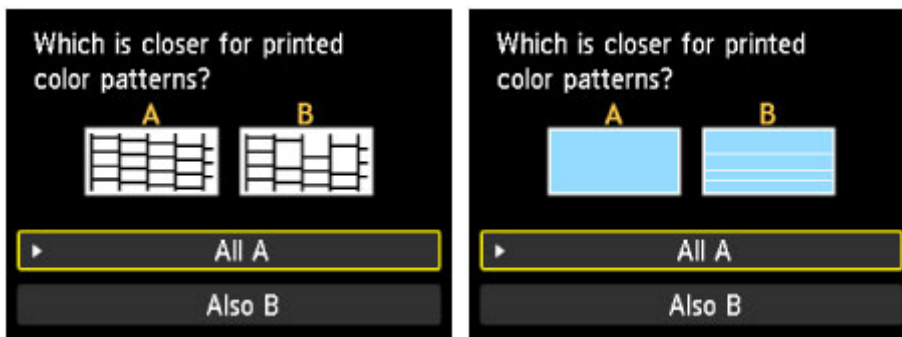 Which is closer for printed
color patterns?
A B
All A
Also B
Which is closer for printed
color patterns?
A B
All A
Also B